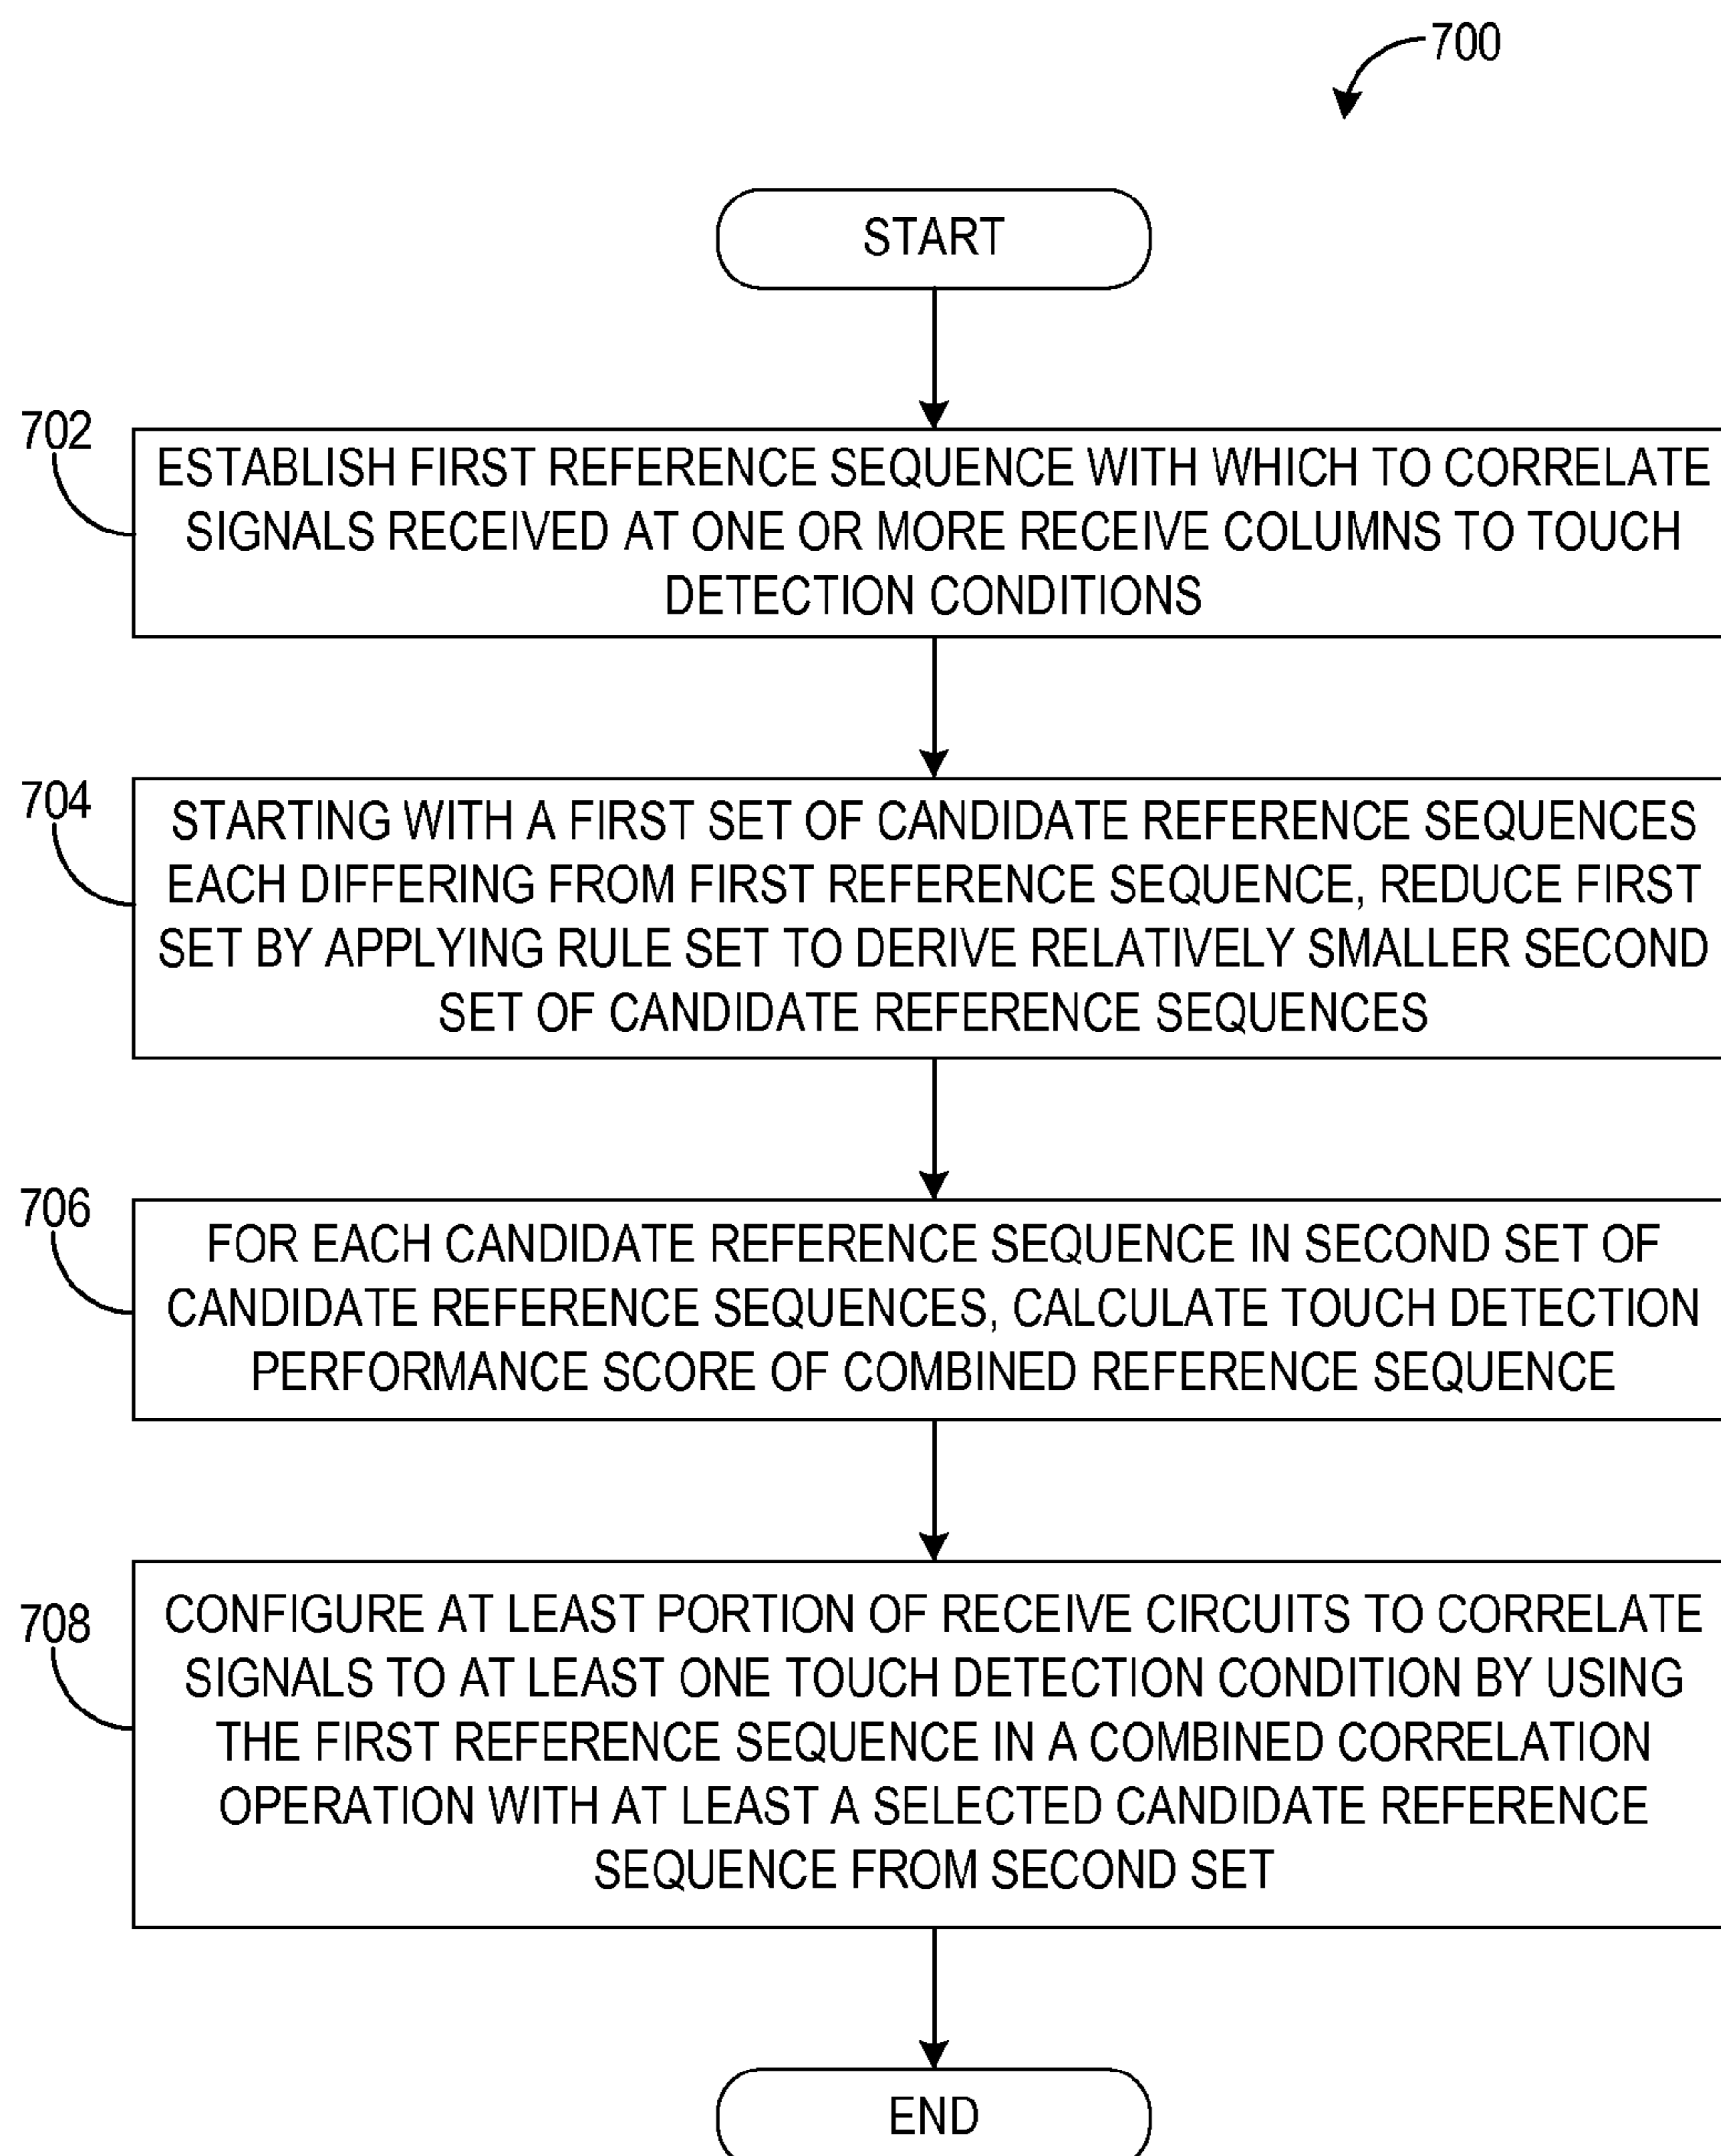 700
START
702
ESTABLISH FIRST REFERENCE SEQUENCE WITH WHICH TO CORRELATE
SIGNALS RECEIVED AT ONE OR MORE RECEIVE COLUMNS TO TOUCH
DETECTION CONDITIONS
704
STARTING WITH A FIRST SET OF CANDIDATE REFERENCE SEQUENCES
EACH DIFFERING FROM FIRST REFERENCE SEQUENCE, REDUCE FIRST
SET BY APPLYING RULE SET TO DERIVE RELATIVELY SMALLER SECOND
SET OF CANDIDATE REFERENCE SEQUENCES
706
FOR EACH CANDIDATE REFERENCE SEQUENCE IN SECOND SET OF
CANDIDATE REFERENCE SEQUENCES, CALCULATE TOUCH DETECTION
PERFORMANCE SCORE OF COMBINED REFERENCE SEQUENCE
708
CONFIGURE AT LEAST PORTION OF RECEIVE CIRCUITS TO CORRELATE
SIGNALS TO AT LEAST ONE TOUCH DETECTION CONDITION BY USING
THE FIRST REFERENCE SEQUENCE IN A COMBINED CORRELATION
OPERATION WITH AT LEAST A SELECTED CANDIDATE REFERENCE
SEQUENCE FROM SECOND SET
END